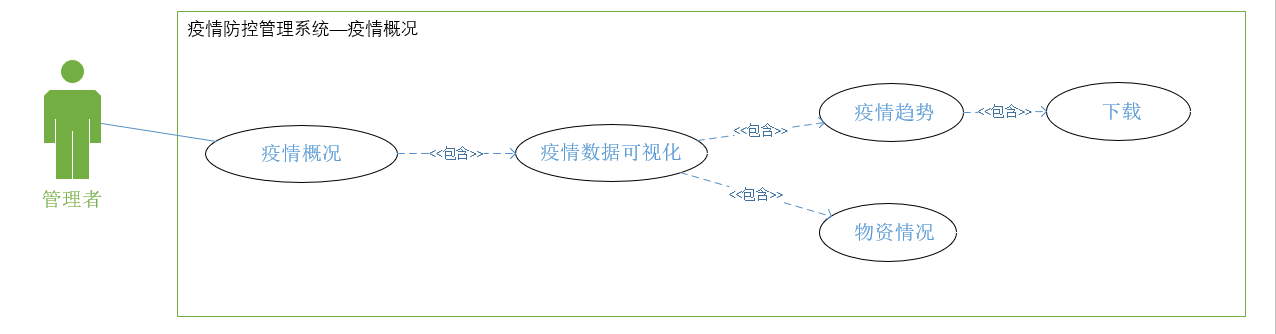 疫情防控管理系统—疫情概况
管理者
疫情概况
<<包含>>
疫情数据可视化
<<包含>>
疫情趋势
<<包含>>
下载
<<包含>>
物资情况